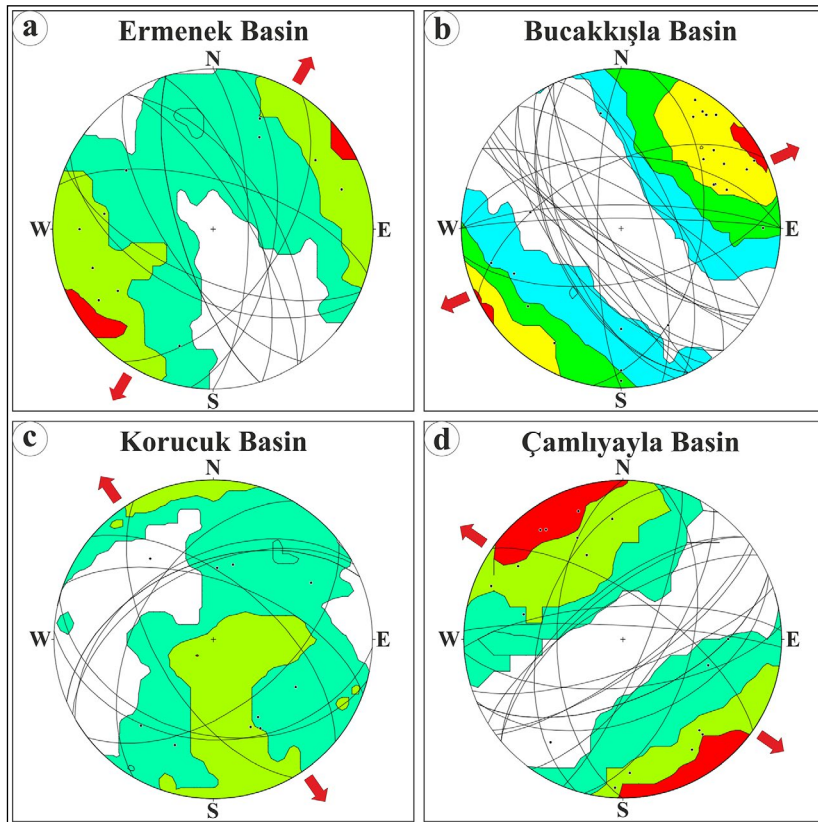 a Ermenek Basin
N
W E
S
b Bucakkışla Basin
N
W E
S
c Korucuk Basin
N
W E
S
d Çamlıyayla Basin
N
W E
S